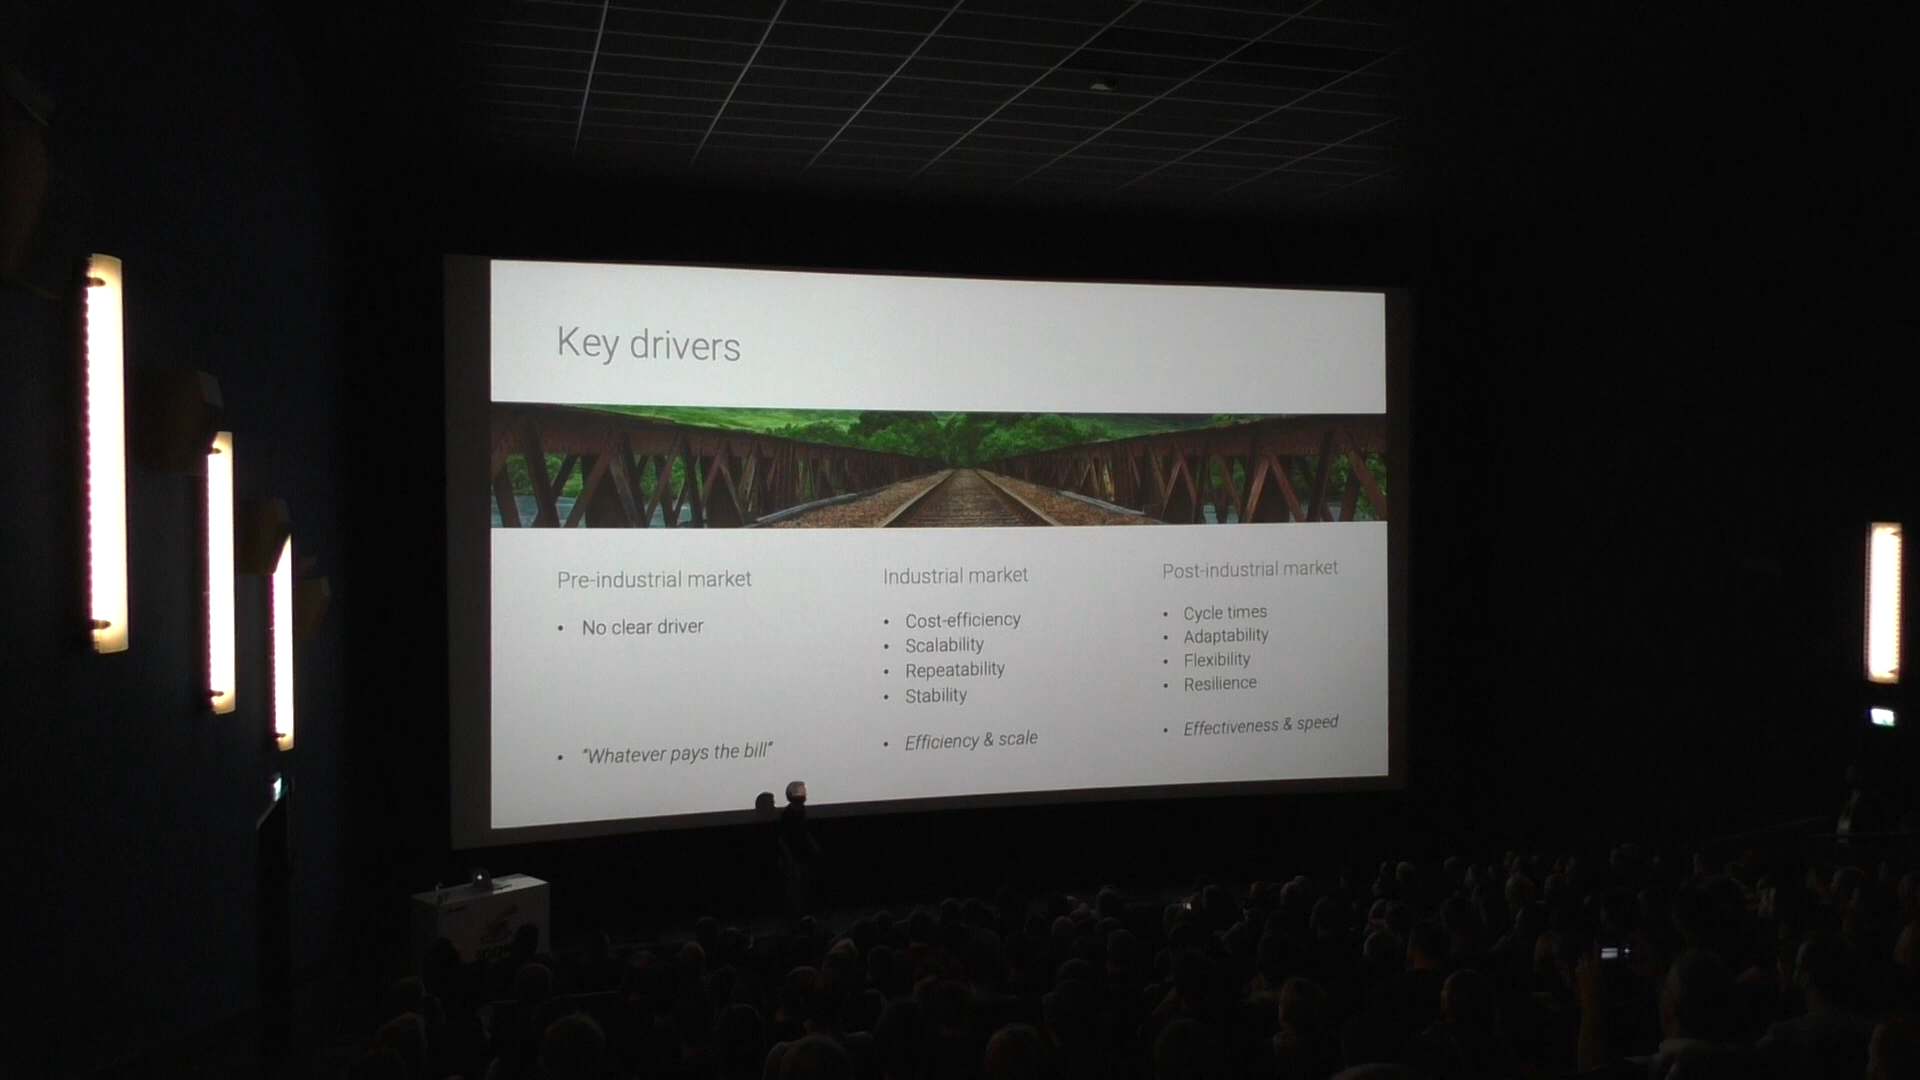 Key drivers
Pre-industrial market
• No clear driver
• "Whatever pays the bill"
Industrial market
• Cost-efficiency
• Scalability
• Repeatability
• Stability
• Efficiency & scale
Post-industrial market
• Cycle times
• Adaptability
• Flexibility
• Resilience
• Effectiveness & speed